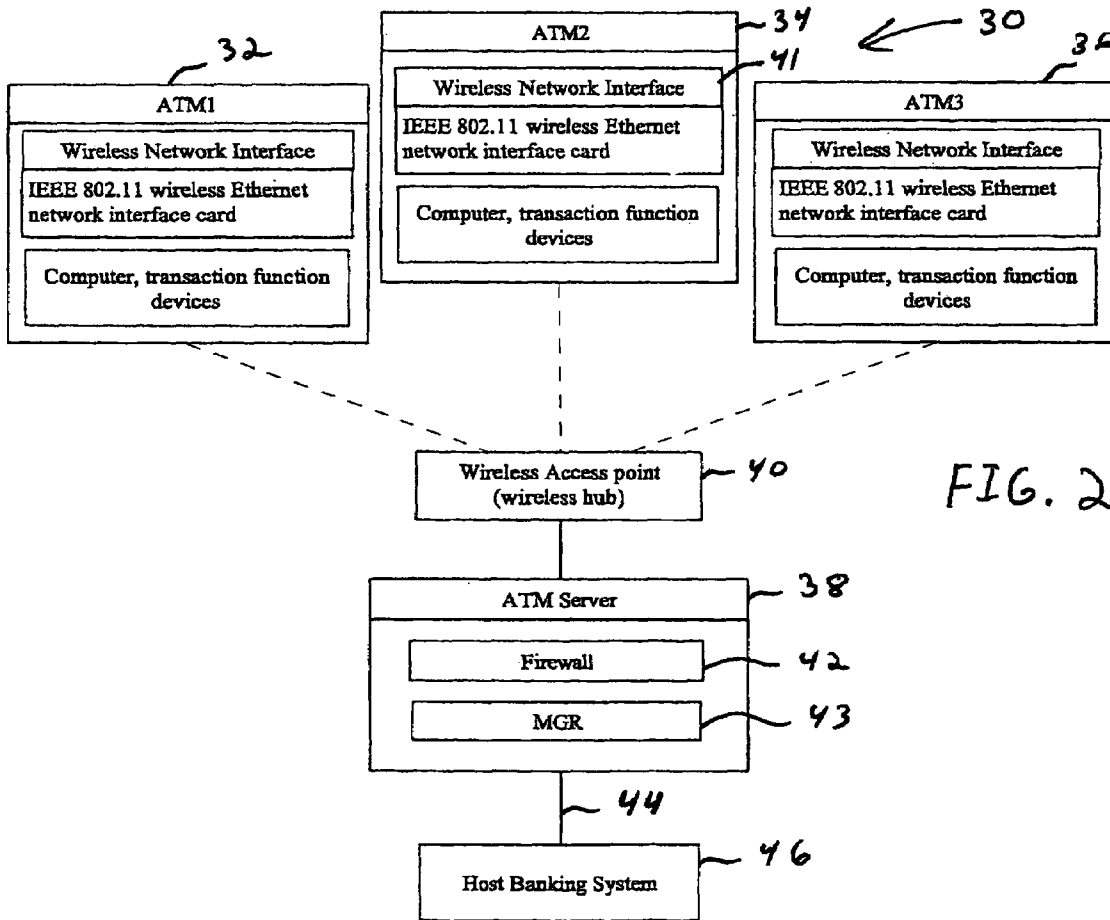 34
30
ATM2
32
41
ATM1
Wireless Network Interface
IEEE 802.11 wireless Ethernet
network interface card
Computer, transaction function
devices
Wireless Network Interface
IEEE 802.11 wireless Ethernet
network interface card
Computer, transaction function
devices
ATM3
Wireless Network Interface
IEEE 802.11 wireless Ethernet
network interface card
Computer, transaction function
devices
Wireless Access point
(wireless hub)
40
FIG. 2
ATM Server
38
Firewall
42
MGR
43
44
Host Banking System
46